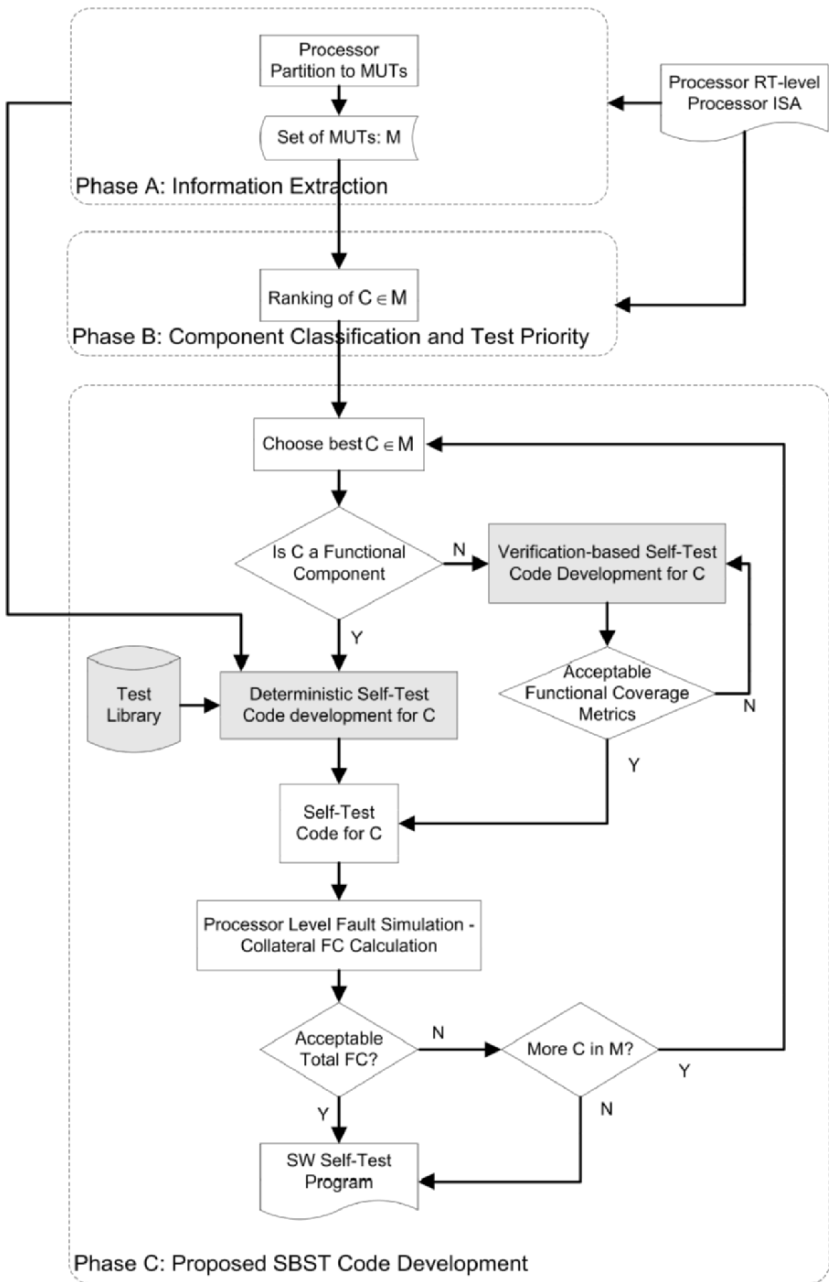 Processor
Partition to MUTs
Processor RT-level
Processor ISA
Set of MUTs: M
Phase A: Information Extraction
Ranking of C ∈ M
Phase B: Component Classification and Test Priority
Choose best C ∈ M
Is C a Functional
Component
N
Verification-based Self-Test
Code Development for C
Y
Acceptable
Functional Coverage
Metrics
N
Y
Test
Library
Deterministic Self-Test
Code development for C
Self-Test
Code for C
Processor Level Fault Simulation -
Collateral FC Calculation
Acceptable
Total FC?
N
More C in M?
Y
Y
N
SW Self-Test
Program
Phase C: Proposed SBST Code Development